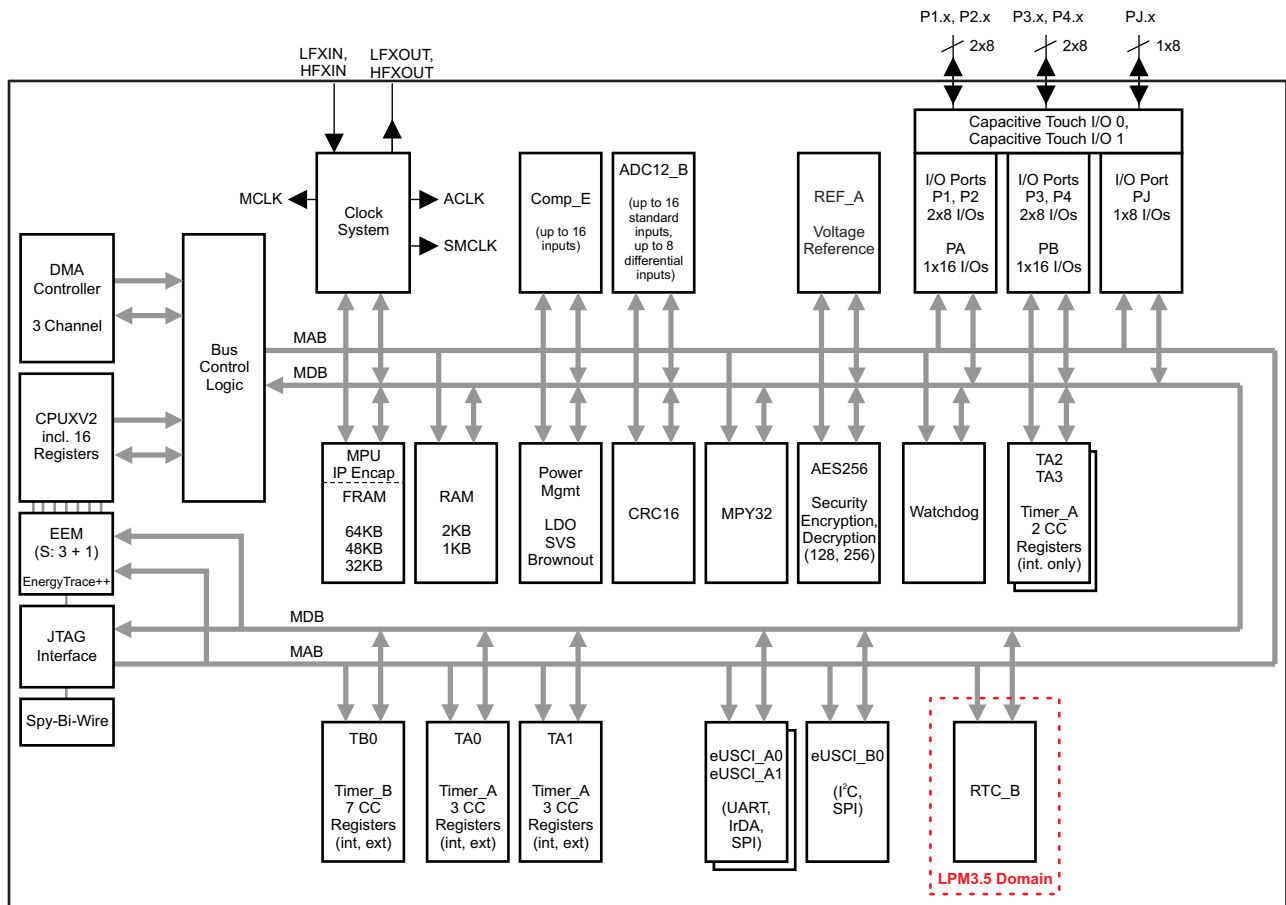 P1.x, P2.x
P3.x, P4.x
PJ.x
2x8
2x8
1x8
LFXIN,
HFXIN
LFXOUT,
HFXOUT
Capacitive Touch I/O 0,
Capacitive Touch I/O 1
MCLK
Clock
System
ACLK
SMCLK
Comp_E
(up to 16
inputs)
ADC12_B
(up to 16
standard
inputs,
up to 8
differential
inputs)
REF_A
Voltage
Reference
I/O Ports
P1, P2
2x8 I/Os
PA
1x16 I/Os
I/O Ports
P3, P4
2x8 I/Os
PB
1x16 I/Os
I/O Port
PJ
1x8 I/Os
DMA
Controller
3 Channel
Bus
Control
Logic
MAB
MDB
CPUXV2
incl. 16
Registers
MPU
IP Encap
FRAM
64KB
48KB
32KB
RAM
2KB
1KB
Power
Mgmt
LDO
SVS
Brownout
CRC16
MPY32
AES256
Security
Encryption,
Decryption
(128, 256)
Watchdog
TA2
TA3
Timer_A
2 CC
Registers
(int. only)
EEM
(S: 3 + 1)
EnergyTrace++
MDB
JTAG
Interface
MAB
Spy-Bi-Wire
TB0
Timer_B
7 CC
Registers
(int, ext)
TA0
Timer_A
3 CC
Registers
(int, ext)
TA1
Timer_A
3 CC
Registers
(int, ext)
eUSCI_A0
eUSCI_A1
(UART,
IrDA,
SPI)
eUSCI_B0
(I²C,
SPI)
RTC_B
LPM3.5 Domain